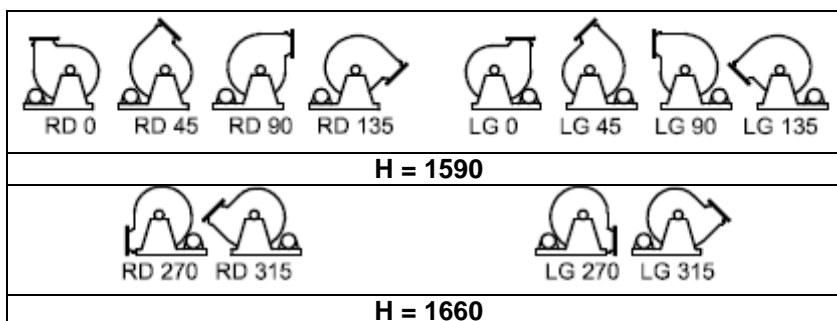 RD 0 RD 45 RD 90 RD 135 LG 0 LG 45 LG 90 LG 135
H = 1590
RD 270 RD 315 LG 270 LG 315
H = 1660